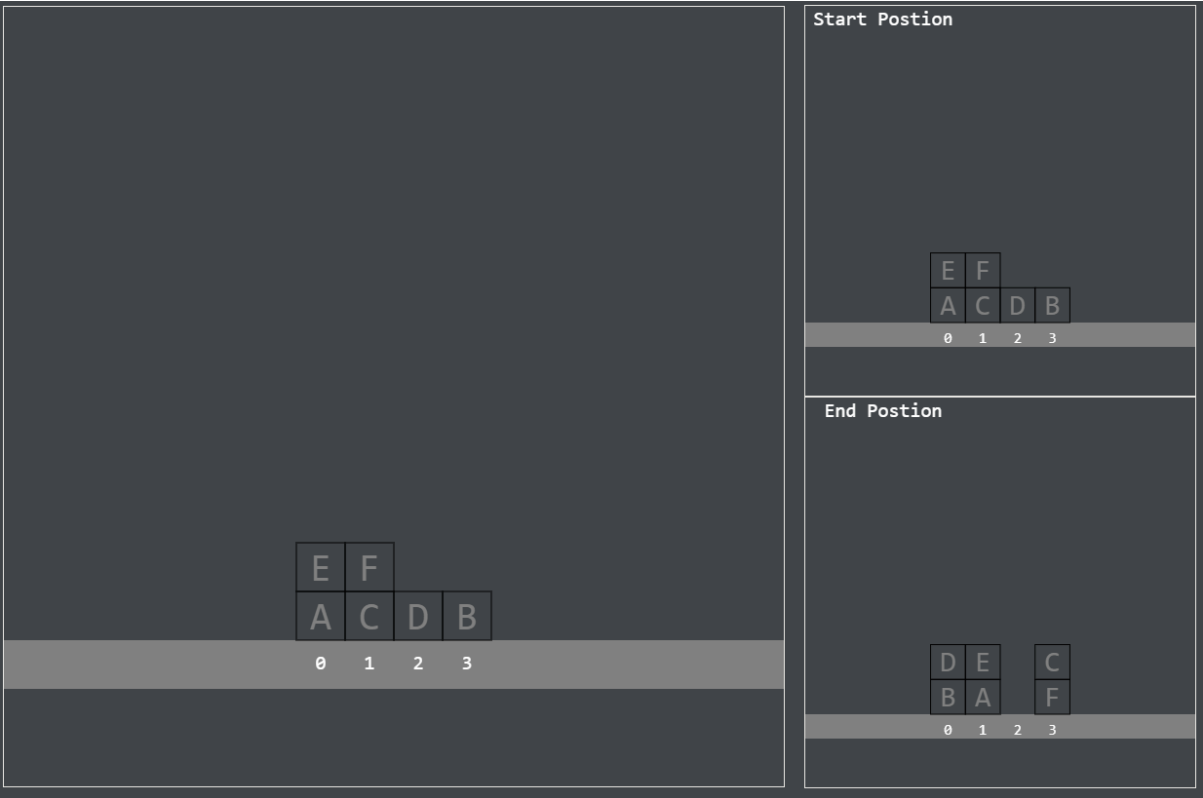 E F
A C D B
0 1 2 3
Start Postion
E F
A C D B
0 1 2 3
End Postion
D E C
B A F
0 1 2 3